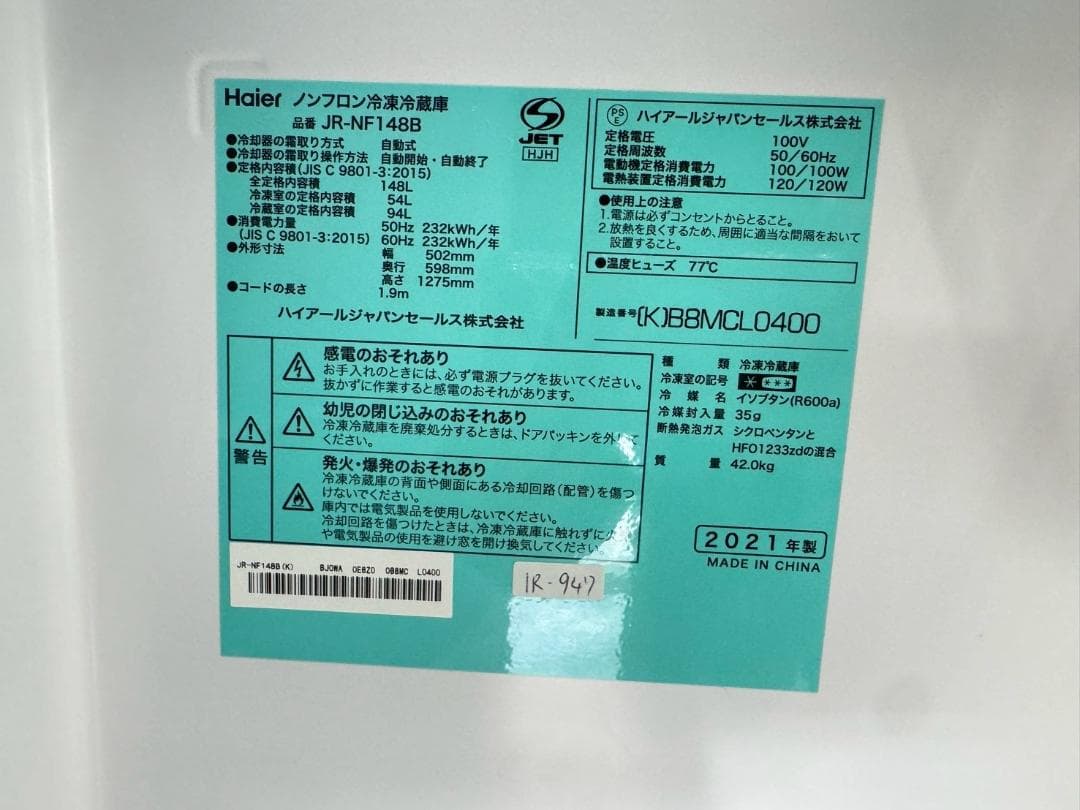 Haier ノンフロン冷凍冷蔵庫
品番 JR-NF148B
●冷却器の霜取り方式 自動式
●冷却器の霜取り操作方法 自動開始・自動終了
●定格内容積(JIS C 9801-3:2015)
全定格内容積 148L
冷凍室の定格内容積 54L
冷蔵室の定格内容積 94L
●消費電力量 50Hz 232kWh/年
(JIS C 9801-3:2015) 60Hz 232kWh/年
●外形寸法 幅 502mm
奥行 598mm
高さ 1275mm
●コードの長さ 1.9m
ハイアールジャパンセールス株式会社
JET
HJH
PS
E
ハイアールジャパンセールス株式会社
定格電圧 100V
定格周波数 50/60Hz
電動機定格消費電力 100/100W
電熱装置定格消費電力 120/120W
●使用上の注意
1.電源は必ずコンセントからとること。
2.放熱を良くするため、周囲に適当な間隔をおいて
設置すること。
●温度ヒューズ 77℃
製造番号(K)B8MCL0400
警告
感電のおそれあり
お手入れのときには、必ず電源プラグを抜いてください。
抜かずに作業すると感電のおそれがあります。
幼児の閉じ込めのおそれあり
冷凍冷蔵庫を廃棄処分するときは、ドアパッキンを外して
ください。
発火・爆発のおそれあり
冷凍冷蔵庫の背面や側面にある冷却回路(配管)を傷つ
けないでください。
庫内では電気製品を使用しないでください。
冷却回路を傷つけたときは、冷凍冷蔵庫に触れずに火
や電気製品の使用を避け窓を開け換気してください。
種類 冷凍冷蔵庫
冷凍室の記号 * ***
冷媒名 イソブタン(R600a)
冷媒封入量 35g
断熱発泡ガス シクロペンタンと
HFO1233zdの混合
質量 42.0kg
2021年製
MADE IN CHINA
JR-NF148B(K) BJ0WA 0E8Z0 0B8MC L0400
IR-947